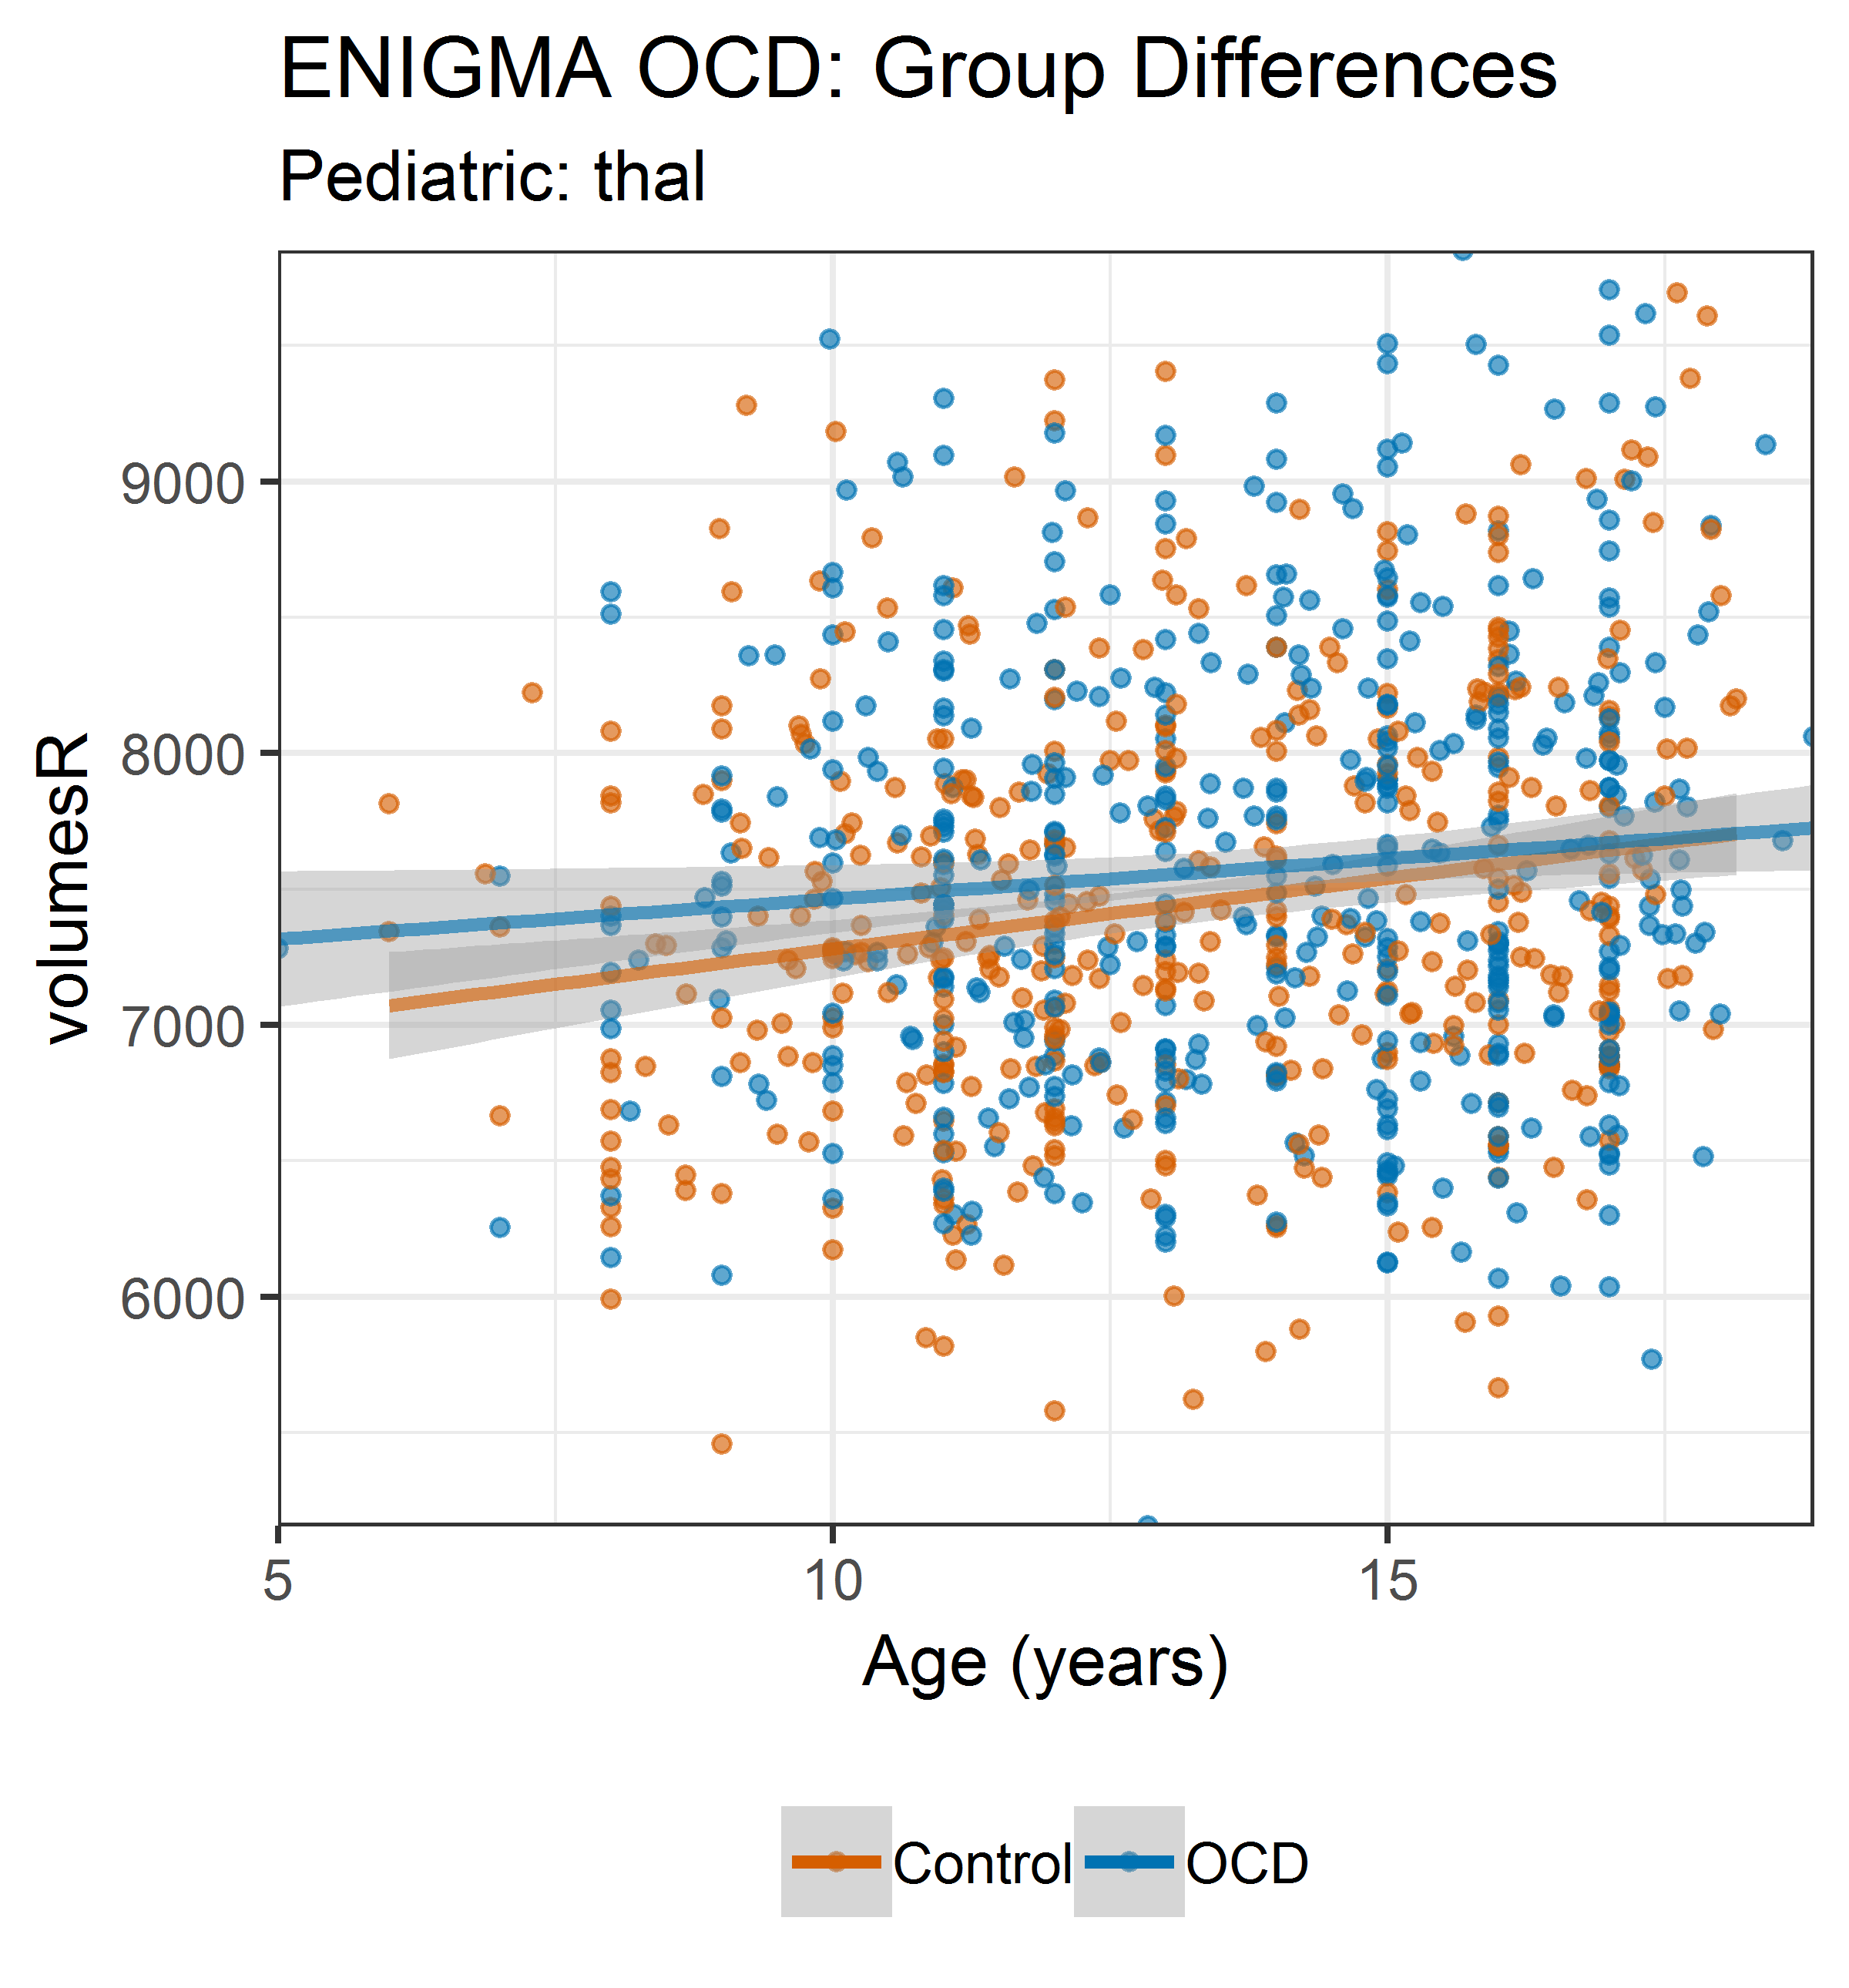 ENIGMA OCD: Group Differences
Pediatric: thal
volumesR
9000
8000
7000
6000
5
10
15
Age (years)
Control
OCD